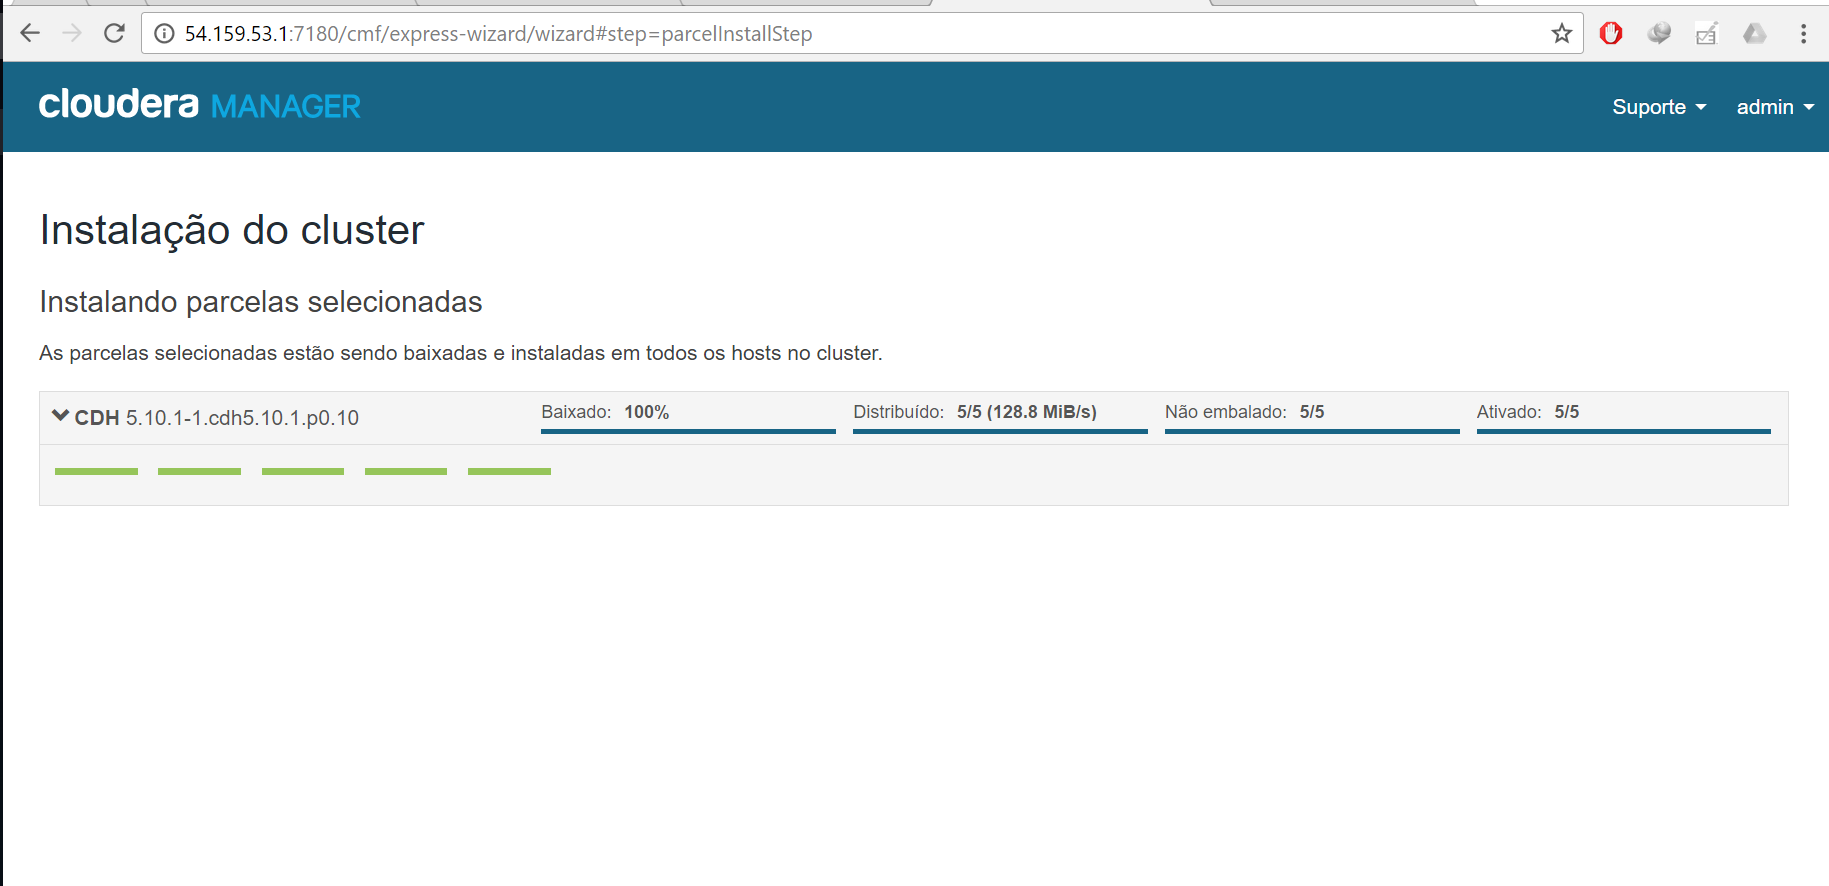 54.159.53.1:7180/cmf/express-wizard/wizard#step=parcelInstallStep
cloudera MANAGER
Suporte
admin
Instalação do cluster
Instalando parcelas selecionadas
As parcelas selecionadas estão sendo baixadas e instaladas em todos os hosts no cluster.
CDH 5.10.1-1.cdh5.10.1.p0.10
Baixado: 100%
Distribuído: 5/5 (128.8 MiB/s)
Não embalado: 5/5
Ativado: 5/5